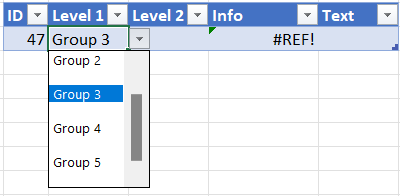 ID Level 1 Level 2 Info Text
47 Group 3 #REF!
Group 2
Group 3
Group 4
Group 5